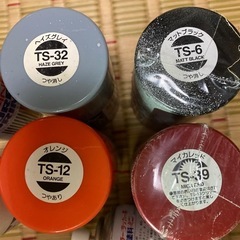 ヘイズグレイ
TS-32
HAZE GREY
つや消し
マットブラック
TS-6
MATT BLACK
つや消し
オレンジ
TS-12
ORANGE
つやあり
マイカレッド
TS-39